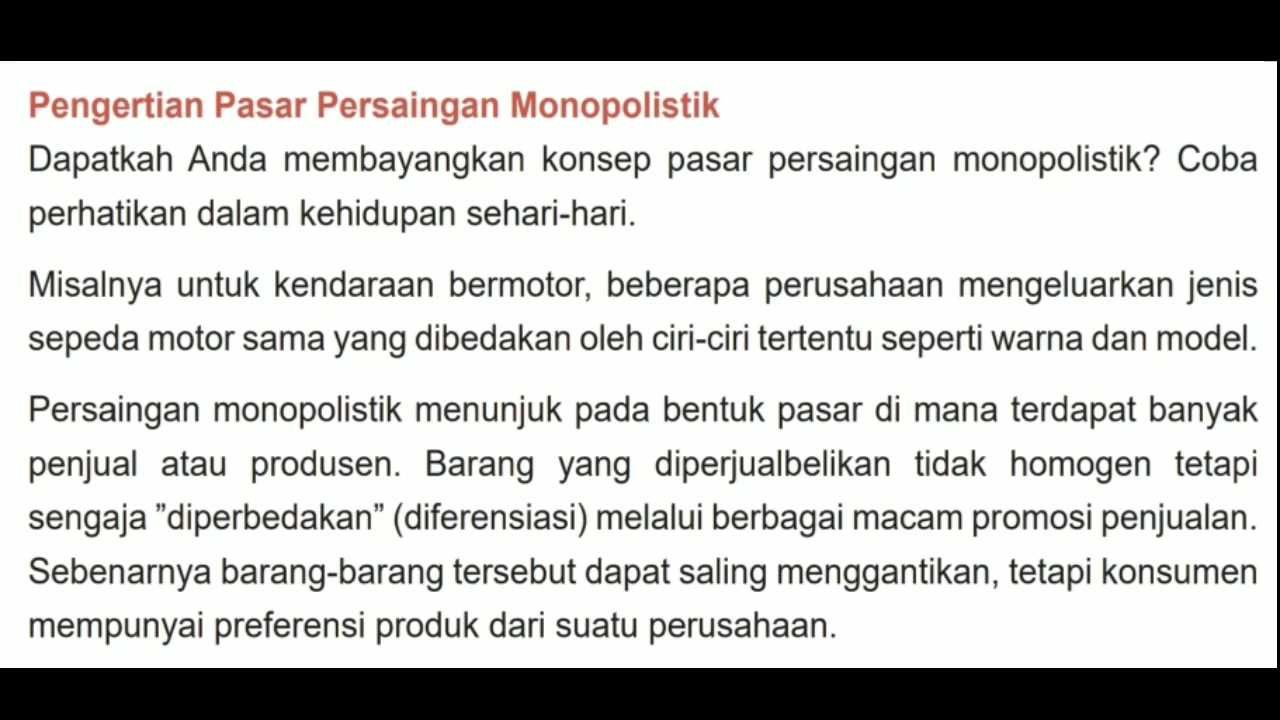 Pengertian Pasar Persaingan Monopolistik
Dapatkah Anda membayangkan konsep pasar persaingan monopolistik? Coba
perhatikan dalam kehidupan sehari-hari.
Misalnya untuk kendaraan bermotor, beberapa perusahaan mengeluarkan jenis
sepeda motor sama yang dibedakan oleh ciri-ciri tertentu seperti warna dan model.
Persaingan monopolistik menunjuk pada bentuk pasar di mana terdapat banyak
penjual atau produsen. Barang yang diperjualbelikan tidak homogen tetapi
sengaja ”diperbedakan” (diferensiasi) melalui berbagai macam promosi penjualan.
Sebenarnya barang-barang tersebut dapat saling menggantikan, tetapi konsumen
mempunyai preferensi produk dari suatu perusahaan.